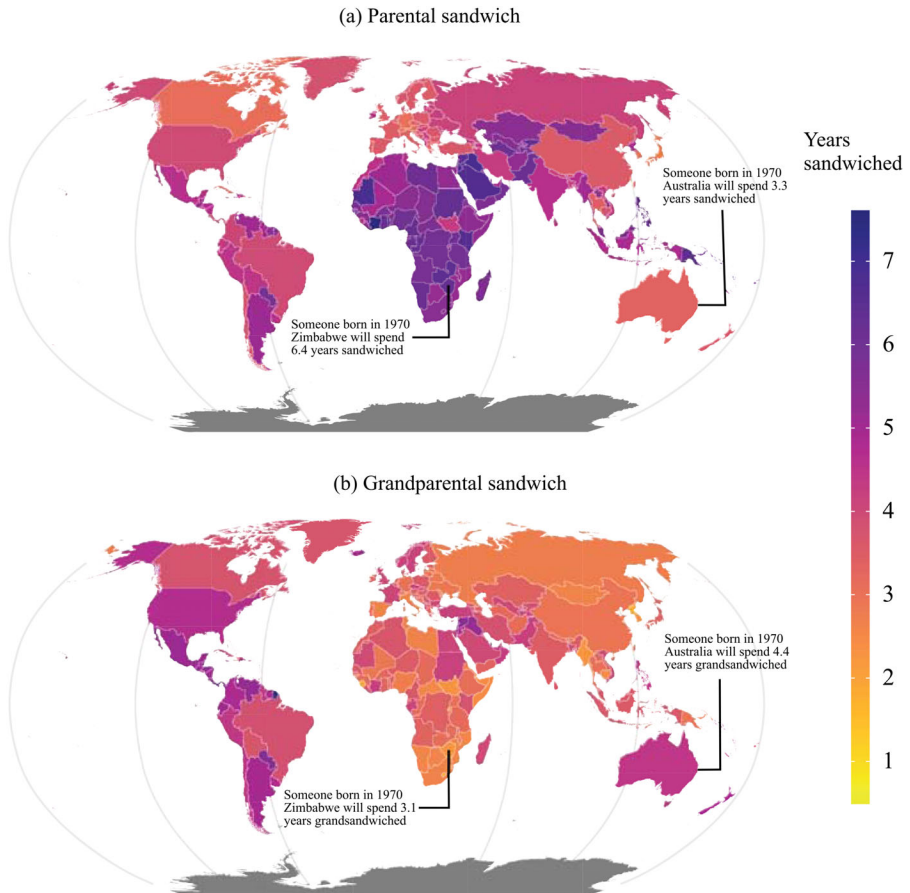 (a) Parental sandwich
Years
sandwiched
Someone born in 1970
Australia will spend 3.3
years sandwiched
7
6
5
4
3
2
1
Someone born in 1970
Zimbabwe will spend
6.4 years sandwiched
(b) Grandparental sandwich
Someone born in 1970
Australia will spend 4.4
years grandsandwiched
Someone born in 1970
Zimbabwe will spend 3.1
years grandsandwiched